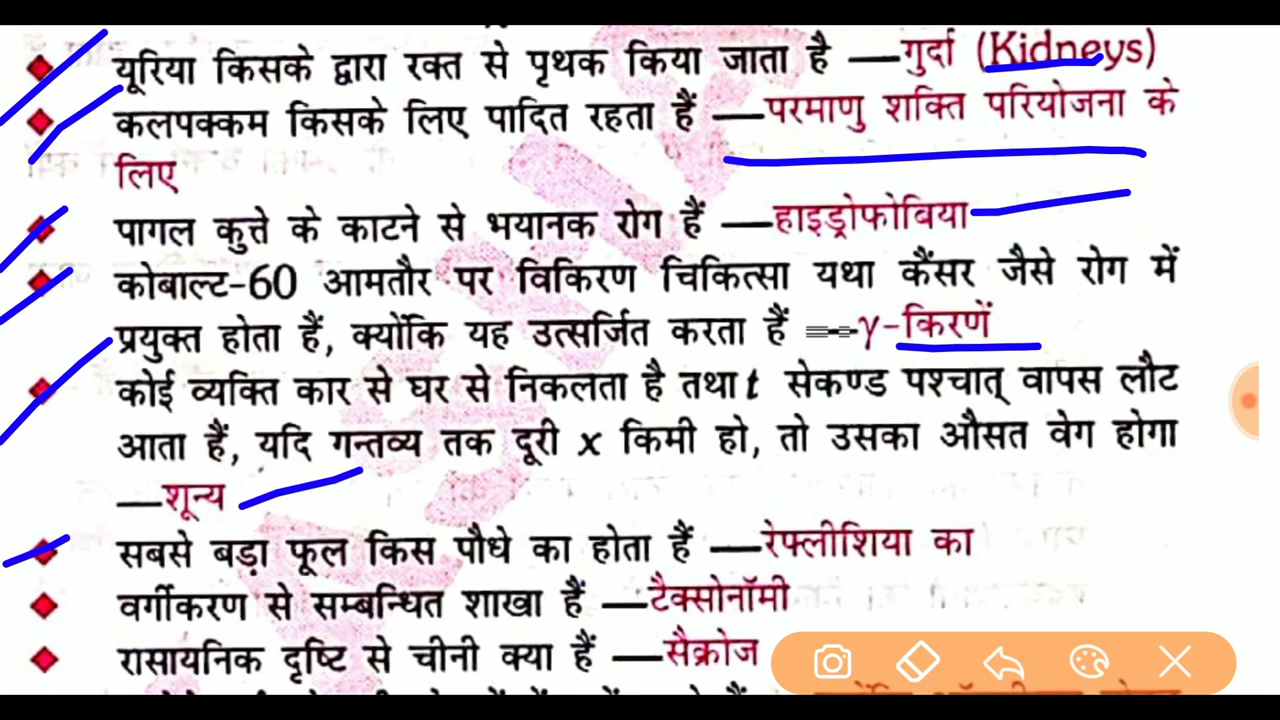 यूरिया किसके द्वारा रक्त से पृथक किया जाता है —गुर्दा (Kidneys)
कलपक्कम किसके लिए पादित रहता हैं —परमाणु शक्ति परियोजना के
लिए
पागल कुत्ते के काटने से भयानक रोग हैं —हाइड्रोफोबिया
कोबाल्ट-60 आमतौर पर विकिरण चिकित्सा यथा कैंसर जैसे रोग में
प्रयुक्त होता हैं, क्योंकि यह उत्सर्जित करता हैं —γ-किरणें
कोई व्यक्ति कार से घर से निकलता है तथा t सेकण्ड पश्चात् वापस लौट
आता हैं, यदि गन्तव्य तक दूरी x किमी हो, तो उसका औसत वेग होगा
—शून्य
सबसे बड़ा फूल किस पौधे का होता हैं —रेफ्लीशिया का
वर्गीकरण से सम्बन्धित शाखा हैं —टैक्सोनॉमी
रासायनिक दृष्टि से चीनी क्या हैं —सैक्रोज